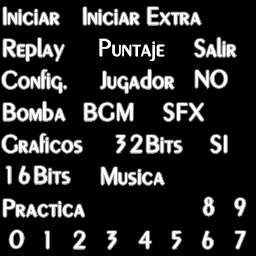 Iniciar Iniciar Extra
Replay Puntaje Salir
Config. Jugador NO
Bomba BGM SFX
Graficos 32Bits SI
16Bits Musica
Practica 8 9
0 1 2 3 4 5 6 7